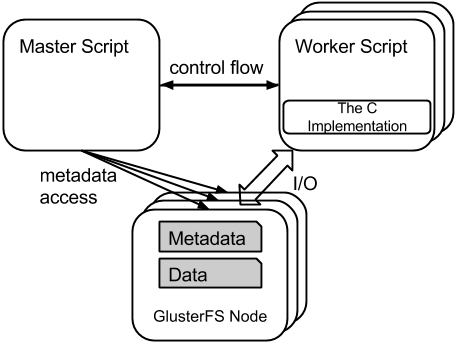 Master Script
Worker Script
control flow
The C
Implementation
metadata
access
I/O
Metadata
Data
GlusterFS Node